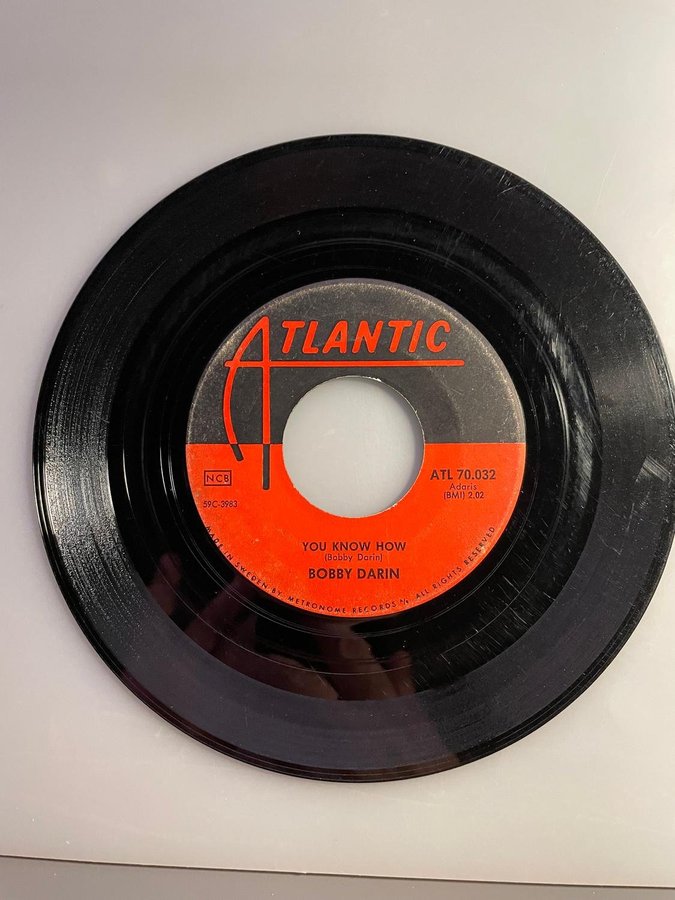 ATLANTIC
NCB
59C-3983
ATL 70.032
Adaris
(BMI) 2,02
YOU KNOW HOW
(Bobby Darin)
BOBBY DARIN
MADE IN SWEDEN BY: METRONOME RECORDS A/B ALL RIGHTS RESERVED